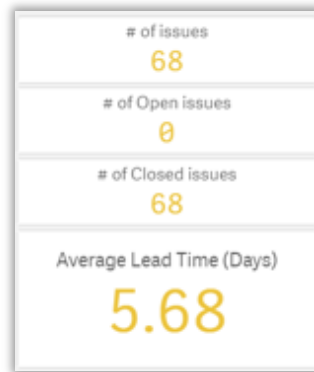 # of issues
68
# of Open issues
0
# of Closed issues
68
Average Lead Time (Days)
5.68